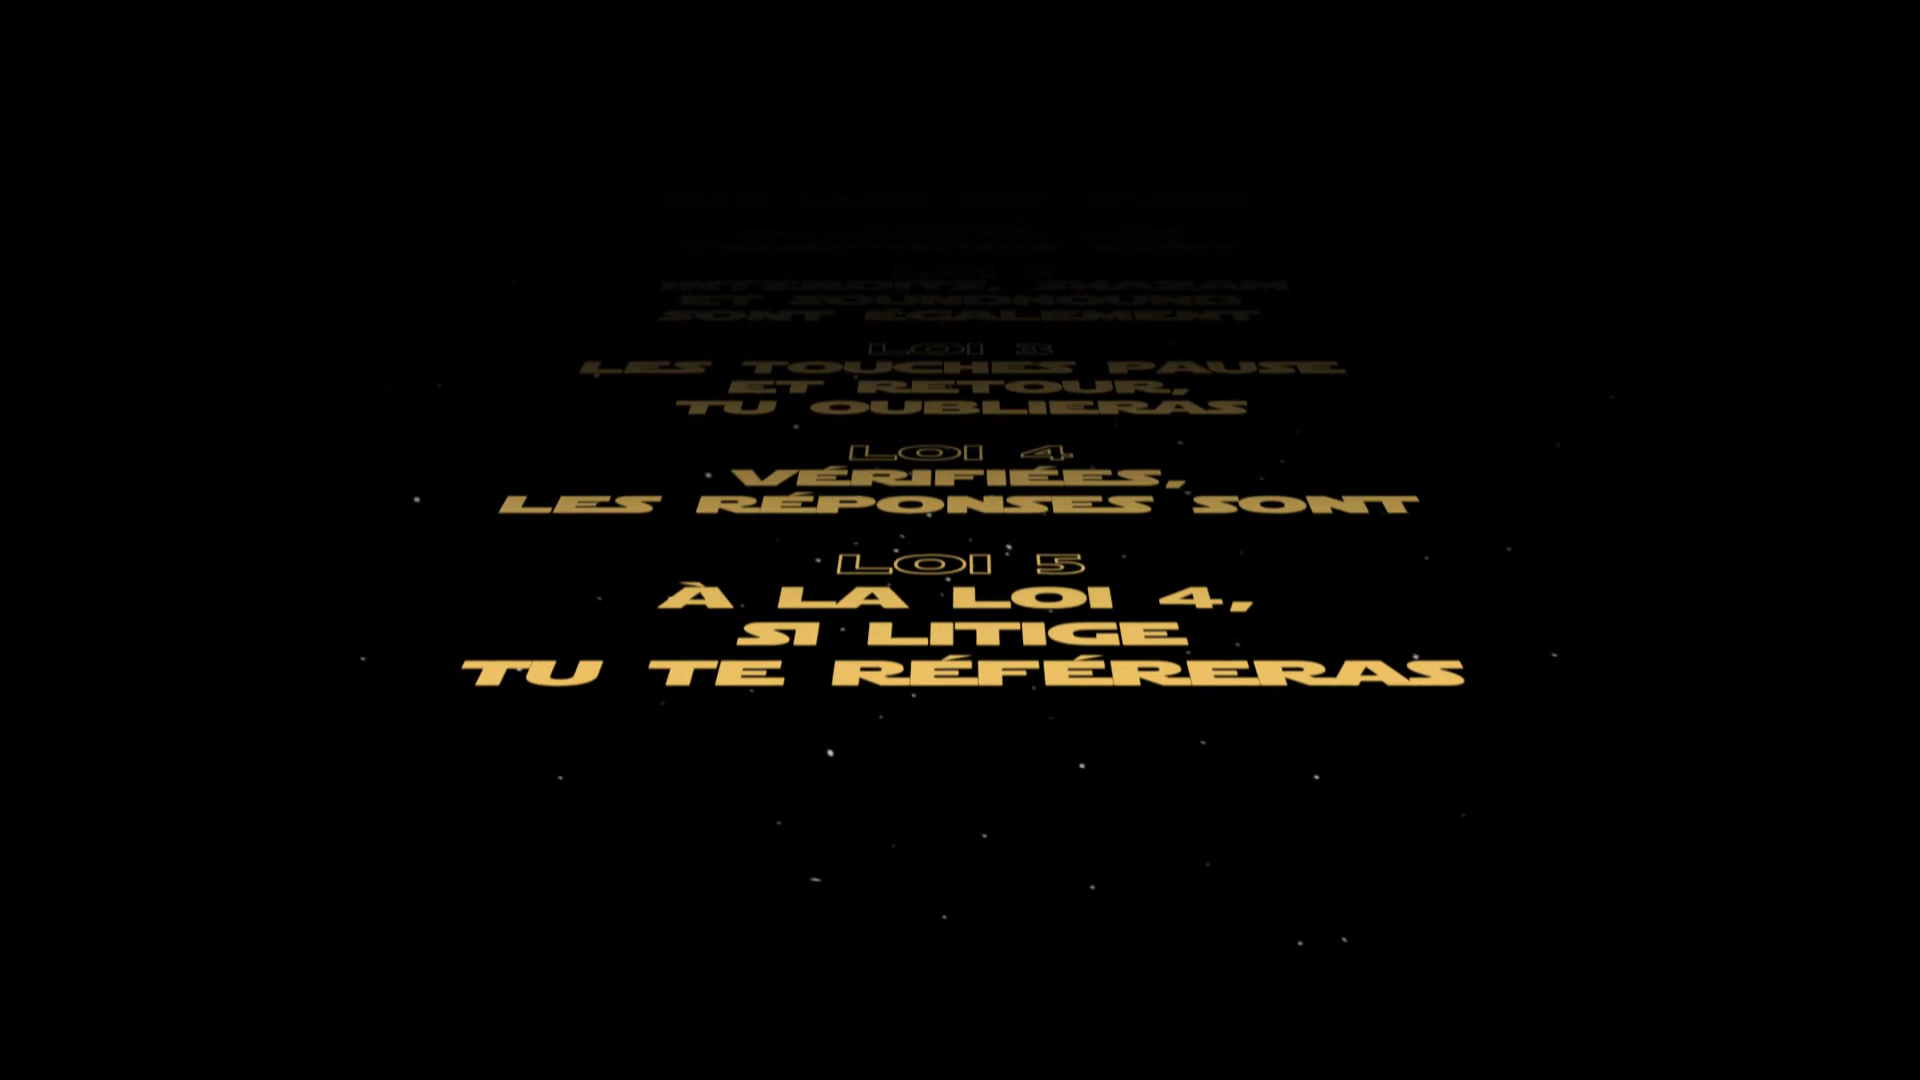 INTERDITS, SHAZAM
ET SOUNDHOUND
SONT ÉGALEMENT
LOI 3
LES TOUCHES PAUSE
ET RETOUR,
TU OUBLIERAS
LOI 4
VÉRIFIÉES,
LES RÉPONSES SONT
LOI 5
À LA LOI 4,
SI LITIGE
TU TE RÉFÉRERAS